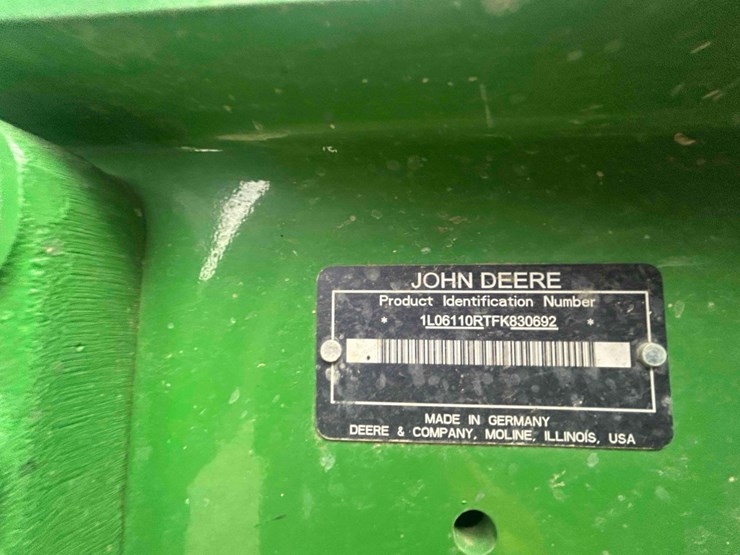 JOHN DEERE
Product Identification Number
* 1L06110RTFK830692 *
MADE IN GERMANY
DEERE & COMPANY, MOLINE, ILLINOIS, USA